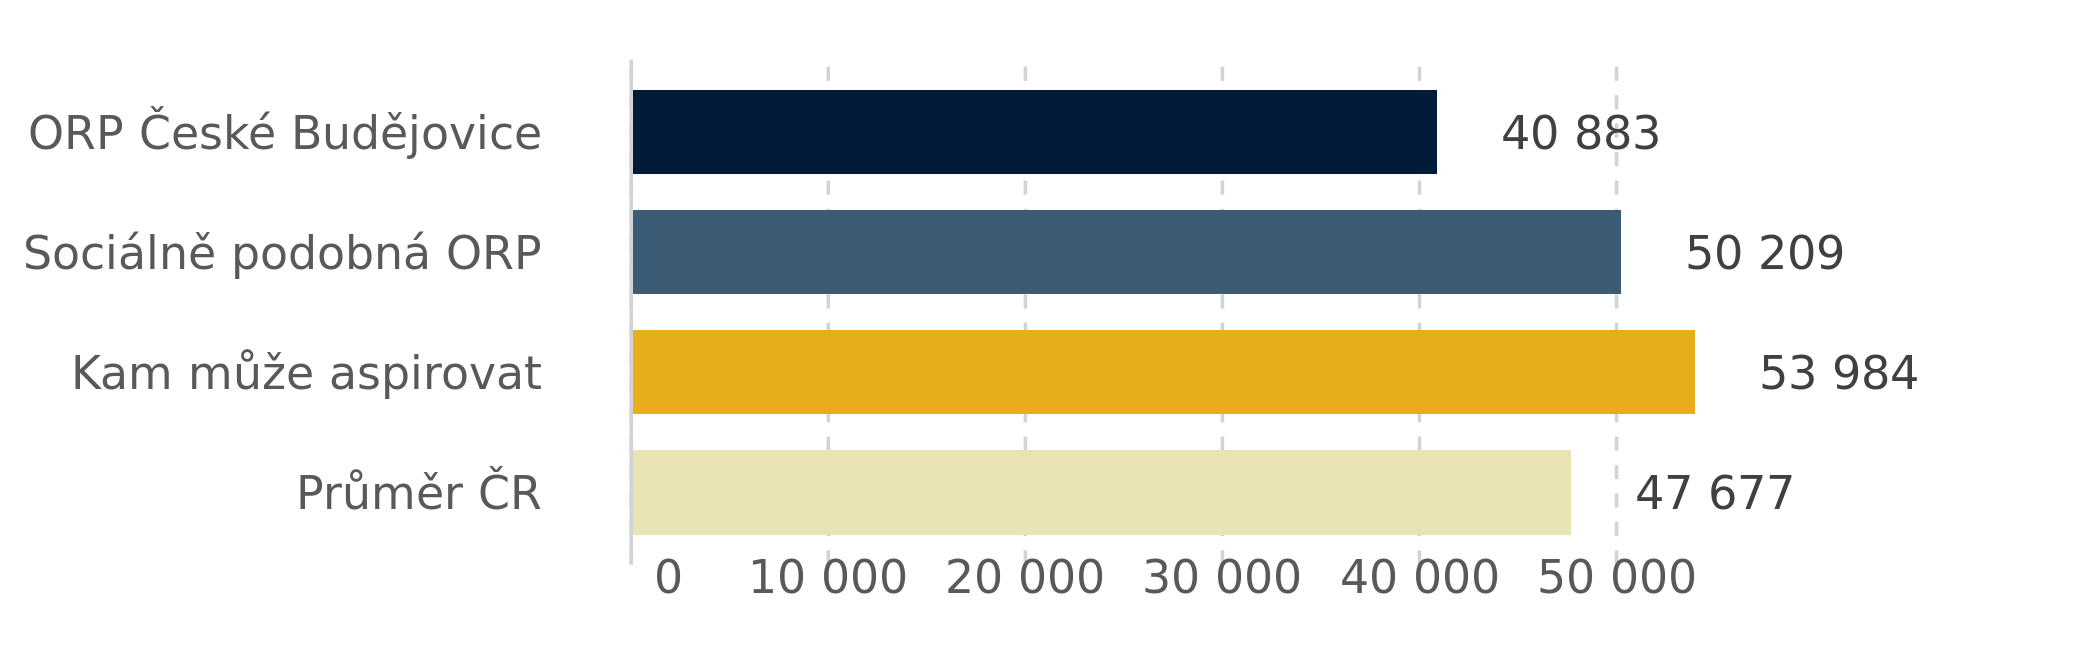 ORP České Budějovice 40 883
Sociálně podobná ORP 50 209
Kam může aspirovat 53 984
Průměr ČR 47 677
0 10 000 20 000 30 000 40 000 50 000